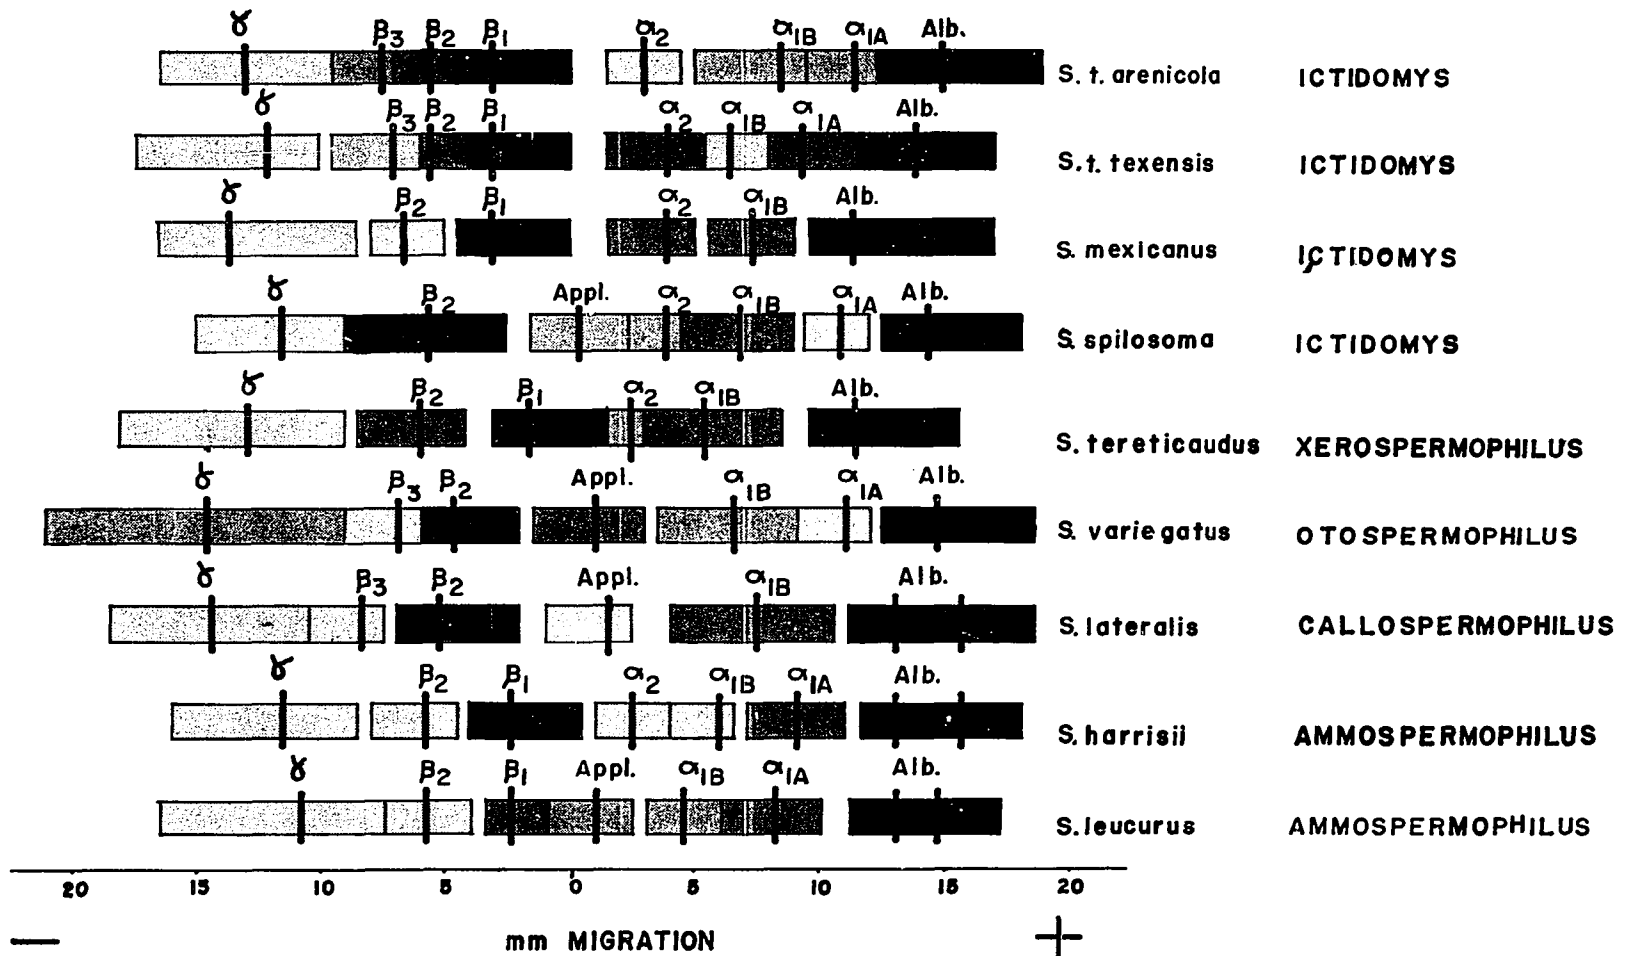 γ β3 β2 β1 α2 α1B α1A Alb.
S. t. arenicola ICTIDOMYS
γ β3 β2 β1 α2 α1B α1A Alb.
S. t. texensis ICTIDOMYS
γ β2 β1 α2 α1B Alb.
S. mexicanus ICTIDOMYS
γ β2 Appl. α2 α1B α1A Alb.
S. spilosoma ICTIDOMYS
γ β2 β1 α2 α1B Alb.
S. tereticaudus XEROSPERMOPHILUS
γ β3 β2 Appl. α1B α1A Alb.
S. variegatus OTOSPERMOPHILUS
γ β3 β2 Appl. α1B Alb.
S. lateralis CALLOSPERMOPHILUS
γ β2 β1 α2 α1B α1A Alb.
S. harrisii AMMOSPERMOPHILUS
γ β2 β1 Appl. α1B α1A Alb.
S. leucurus AMMOSPERMOPHILUS
20 15 10 5 0 5 10 15 20
— mm MIGRATION +